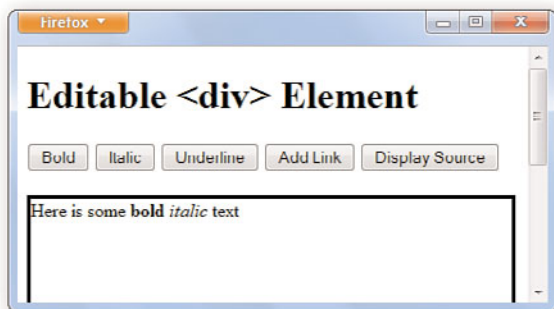 Firefox
Editable <div> Element
Bold Italic Underline Add Link Display Source
Here is some bold italic text